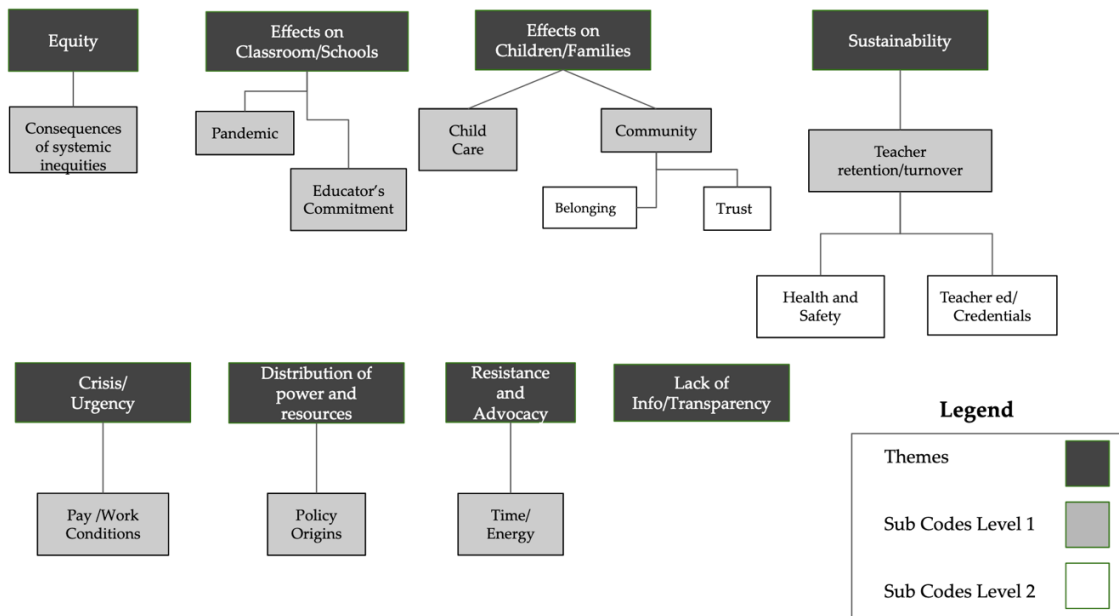 Equity
Effects on
Classroom/Schools
Effects on
Children/Families
Sustainability
Consequences
of systemic
inequities
Pandemic
Educator's
Commitment
Child
Care
Community
Belonging
Trust
Teacher
retention/turnover
Health and
Safety
Teacher ed/
Credentials
Crisis/
Urgency
Distribution of
power and
resources
Resistance
and
Advocacy
Lack of
Info/Transparency
Pay /Work
Conditions
Policy
Origins
Time/
Energy
Legend
Themes
Sub Codes Level 1
Sub Codes Level 2